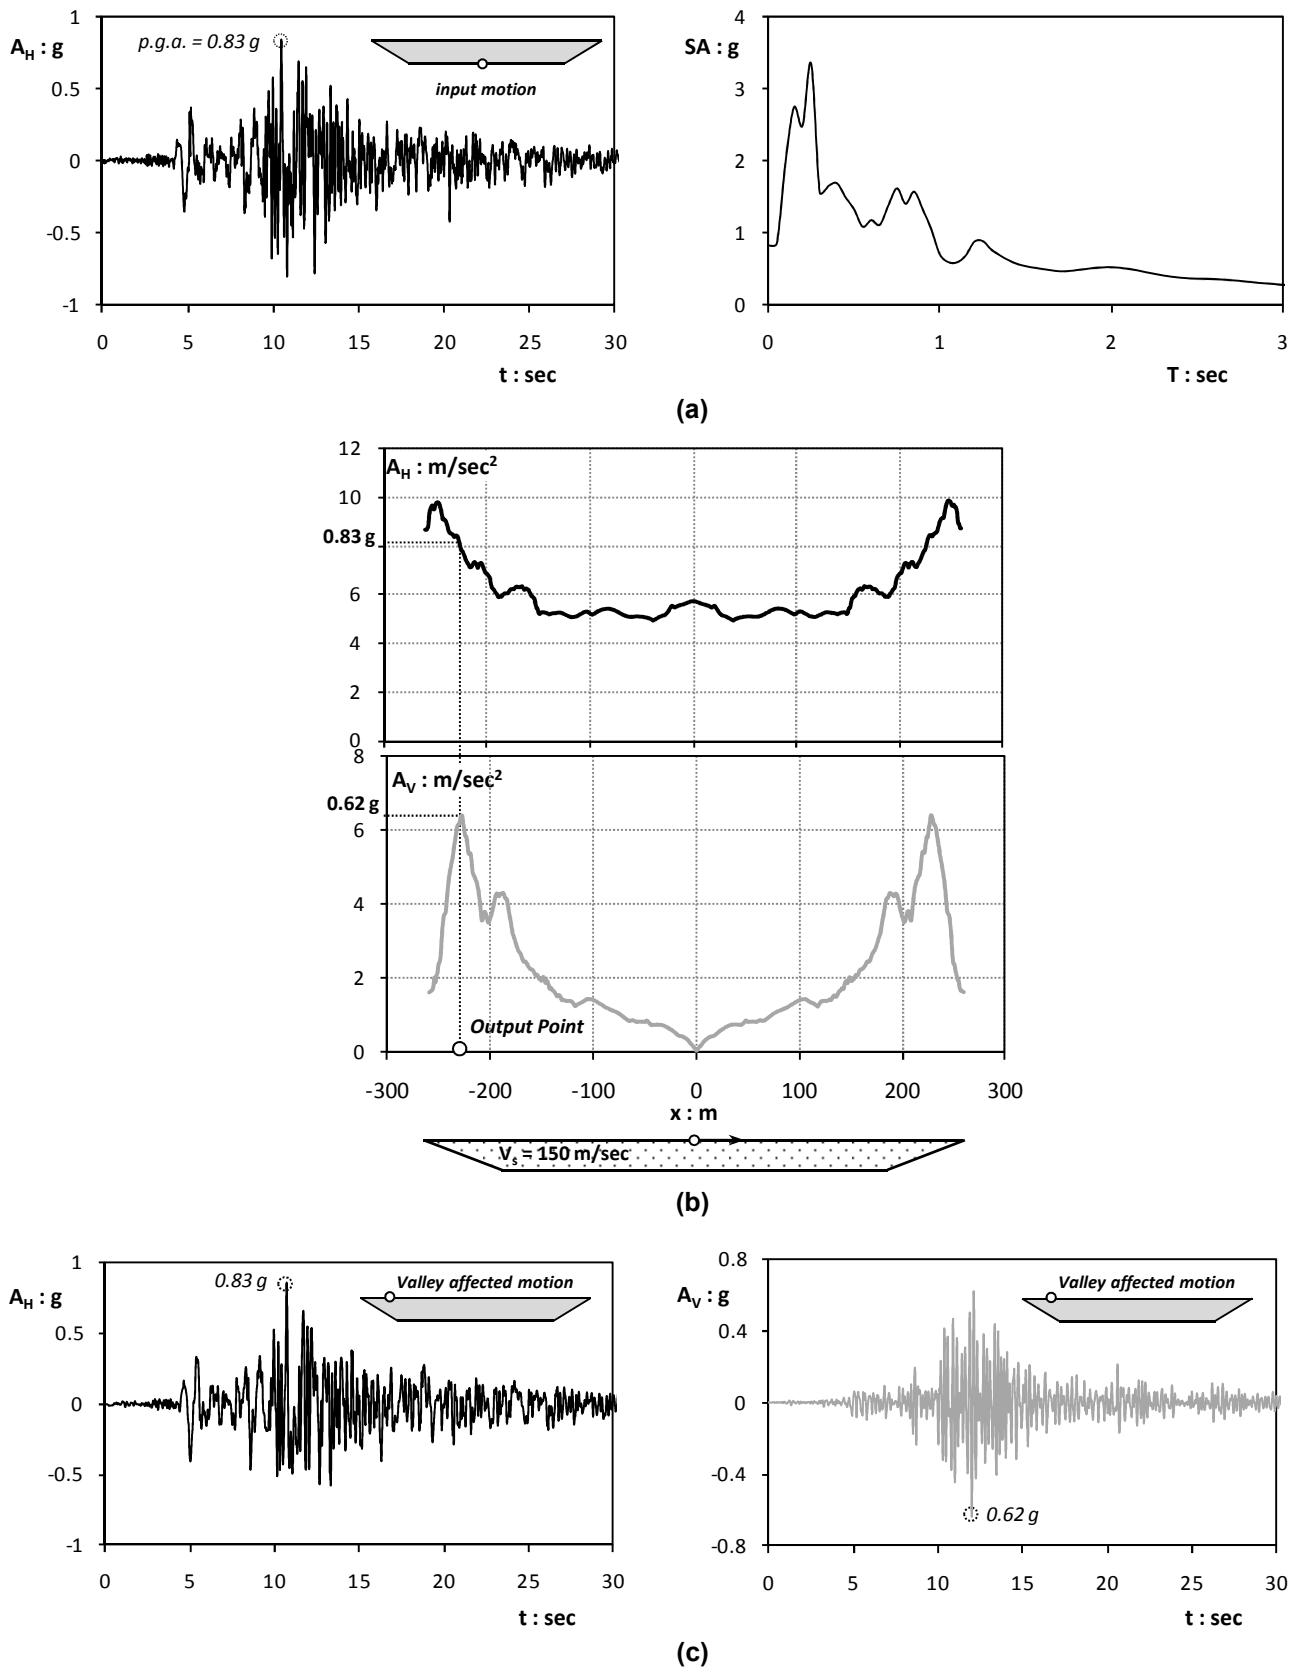 A_H : g
p.g.a. = 0.83 g
input motion
1
0.5
0
-0.5
-1
0 5 10 15 20 25 30
t : sec
SA : g
4
3
2
1
0
0 1 2 3
T : sec
(a)
A_H : m/sec²
12
10
0.83 g
8
6
4
2
0
A_V : m/sec²
8
0.62 g
6
4
2
0
Output Point
-300 -200 -100 0 100 200 300
x : m
V_s = 150 m/sec
(b)
A_H : g
0.83 g
Valley affected motion
1
0.5
0
-0.5
-1
0 5 10 15 20 25 30
t : sec
A_V : g
Valley affected motion
0.8
0.4
0
-0.4
-0.8
0.62 g
0 5 10 15 20 25 30
t : sec
(c)